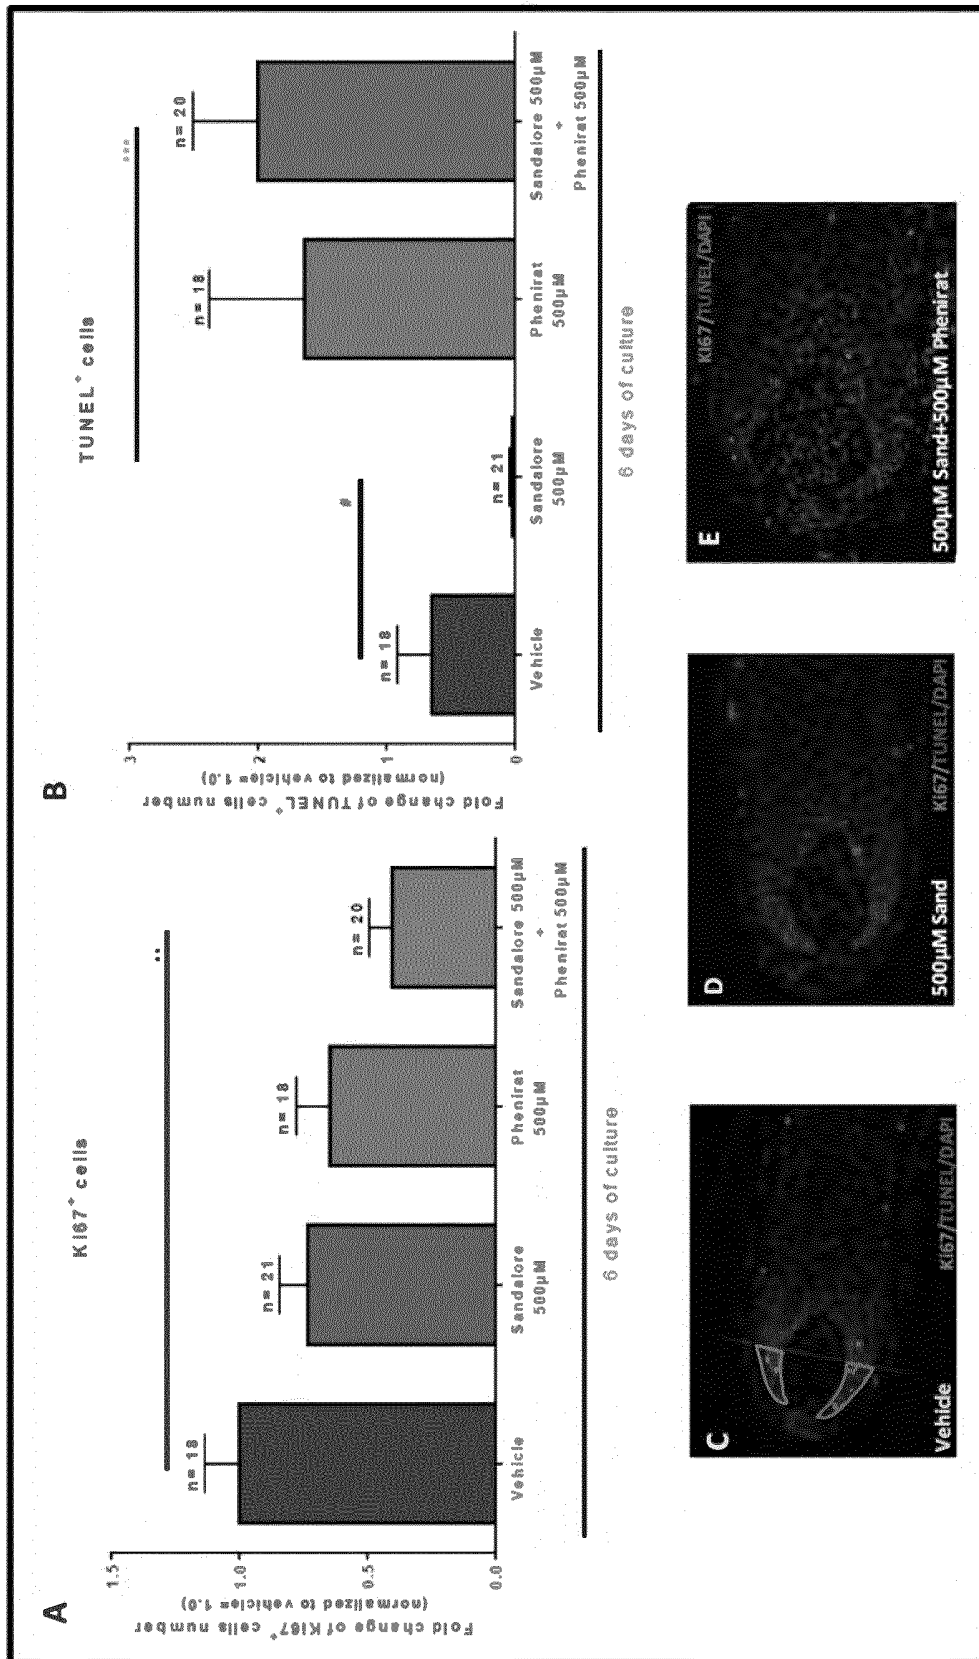 A
KI67⁺ cells
Fold change of KI67⁺ cells number
(normalized to vehicle= 1.0)
1.5
1.0
0.5
0.0
n= 18
n= 21
n= 18
n= 20
**
Vehicle
Sandalore
500µM
Phenirat
500µM
Sandalore 500µM
+
Phenirat 500µM
6 days of culture
B
TUNEL⁺ cells
Fold change of TUNEL⁺ cells number
(normalized to vehicle= 1.0)
3
2
1
0
n= 18
n= 21
n= 18
n= 20
#
***
Vehicle
Sandalore
500µM
Phenirat
500µM
Sandalore 500µM
+
Phenirat 500µM
6 days of culture
C
Vehicle
Ki67/TUNEL/DAPI
D
500µM Sand
Ki67/TUNEL/DAPI
E
Ki67/TUNEL/DAPI
500µM Sand+500µM Phenirat